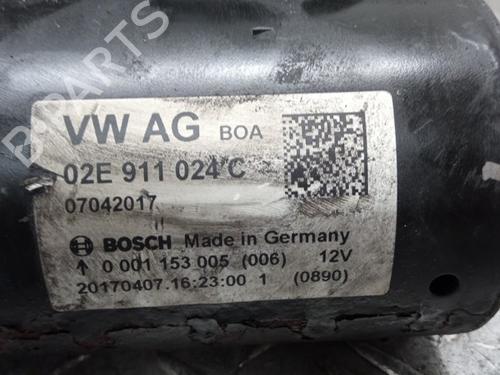 VW AG BOA
02E 911 024 C
07042017
BOSCH Made in Germany
↑ 0 001 153 005 (006) 12V
20170407.16:23:00 1 (0890)
B-PARTS